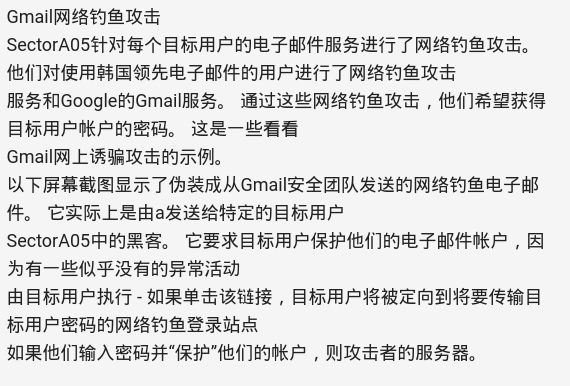 Gmail网络钓鱼攻击
SectorA05针对每个目标用户的电子邮件服务进行了网络钓鱼攻击。
他们对使用韩国领先电子邮件的用户进行了网络钓鱼攻击
服务和Google的Gmail服务。 通过这些网络钓鱼攻击，他们希望获得
目标用户帐户的密码。 这是一些看看
Gmail网上诱骗攻击的示例。
以下屏幕截图显示了伪装成从Gmail安全团队发送的网络钓鱼电子邮
件。 它实际上是由a发送给特定的目标用户
SectorA05中的黑客。 它要求目标用户保护他们的电子邮件帐户，因
为有一些似乎没有的异常活动
由目标用户执行 - 如果单击该链接，目标用户将被定向到将要传输目
标用户密码的网络钓鱼登录站点
如果他们输入密码并“保护”他们的帐户，则攻击者的服务器。